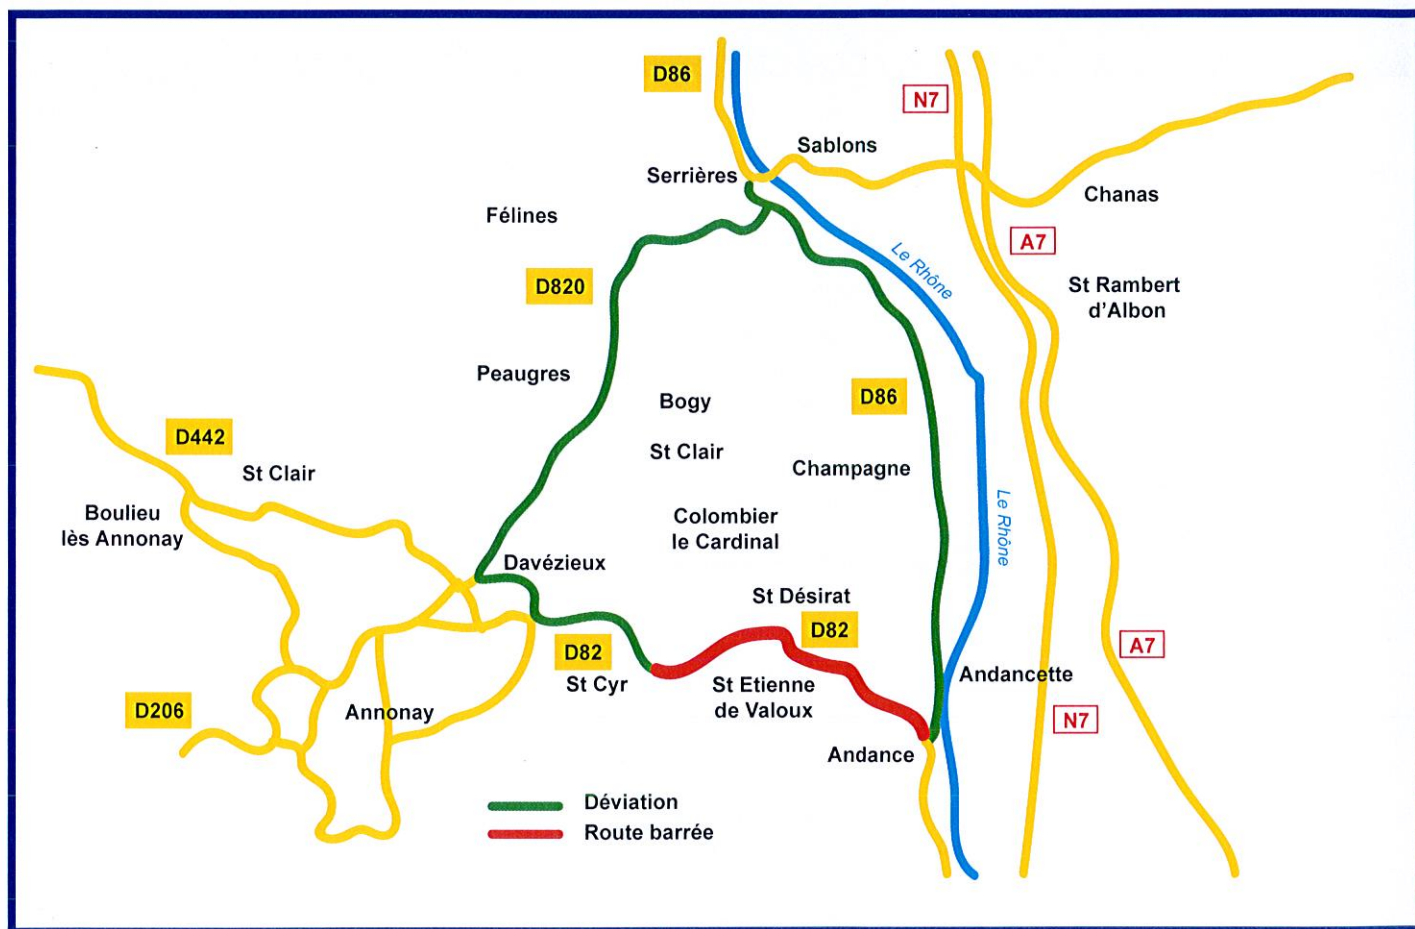 D86
N7
Sablons
Serrières
Chanas
Félines
A7
Le Rhône
D820
St Rambert
d'Albon
Peaugres
Bogy
D86
D442
St Clair
St Clair
Champagne
Boulieu
lès Annonay
Colombier
le Cardinal
Le Rhône
Davézieux
St Désirat
D82
D82
A7
St Cyr
St Etienne
de Valoux
Andancette
D206
Annonay
N7
Andance
Déviation
Route barrée